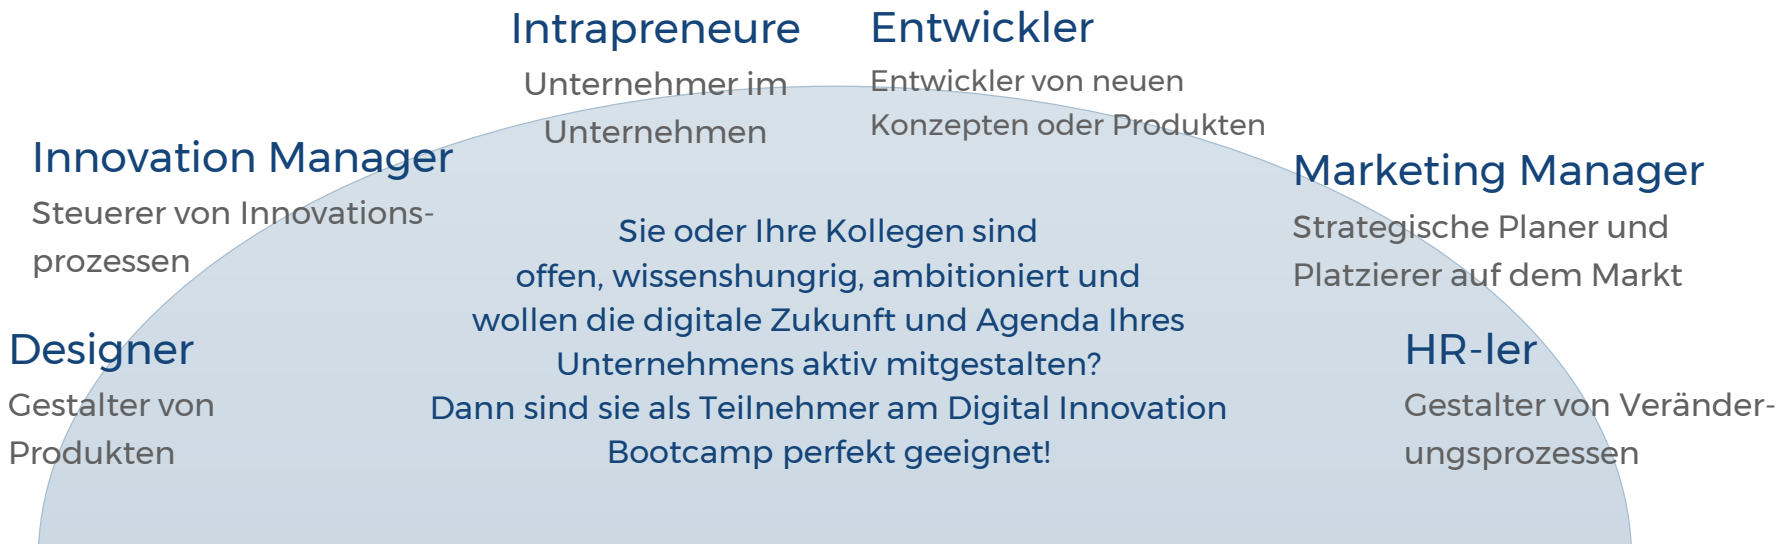 Intrapreneure
Unternehmer im
Unternehmen
Entwickler
Entwickler von neuen
Konzepten oder Produkten
Innovation Manager
Steuerer von Innovations-
prozessen
Marketing Manager
Strategische Planer und
Platzierer auf dem Markt
Designer
Gestalter von
Produkten
Sie oder Ihre Kollegen sind
offen, wissenshungrig, ambitioniert und
wollen die digitale Zukunft und Agenda Ihres
Unternehmens aktiv mitgestalten?
Dann sind sie als Teilnehmer am Digital Innovation
Bootcamp perfekt geeignet!
HR-ler
Gestalter von Veränder-
ungsprozessen